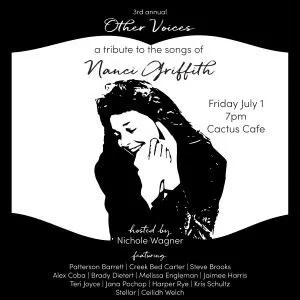 3rd annual
Other Voices
a tribute to the songs of
Nanci Griffith
Friday July 1
7pm
Cactus Cafe
hosted by
Nichole Wagner
featuring
Patterson Barrett | Creek Bed Carter | Steve Brooks
Alex Coba | Brady Dietert | Melissa Engleman | Jaimee Harris
Teri Joyce | Jana Pochop | Harper Rye | Kris Schultz
Stellar | Ceilidh Welch